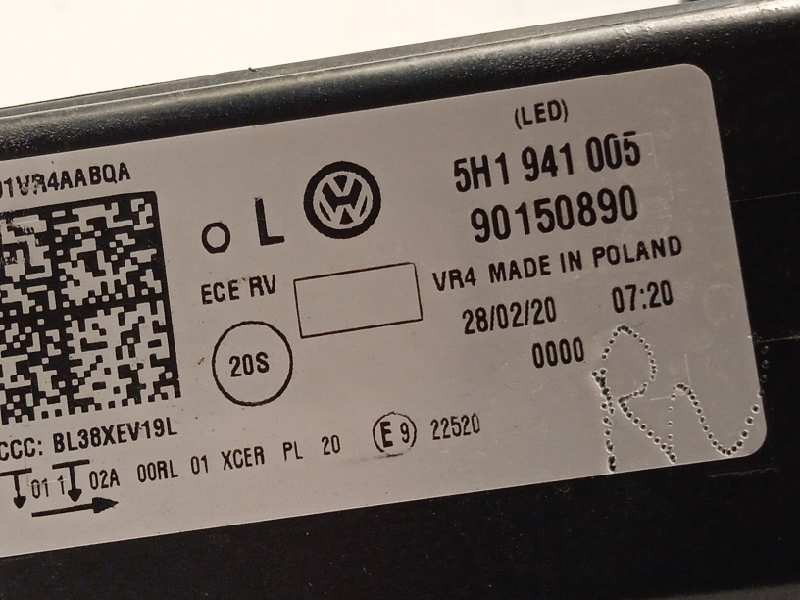 (LED)
01VR4AABQA
5H1 941 005
L
90150890
ECE RV
VR4 MADE IN POLAND
28/02/20 07:20
20S
0000
CCC: BL38XEV19L
01 1 02A 00RL 01 XCER PL 20 E9 22520